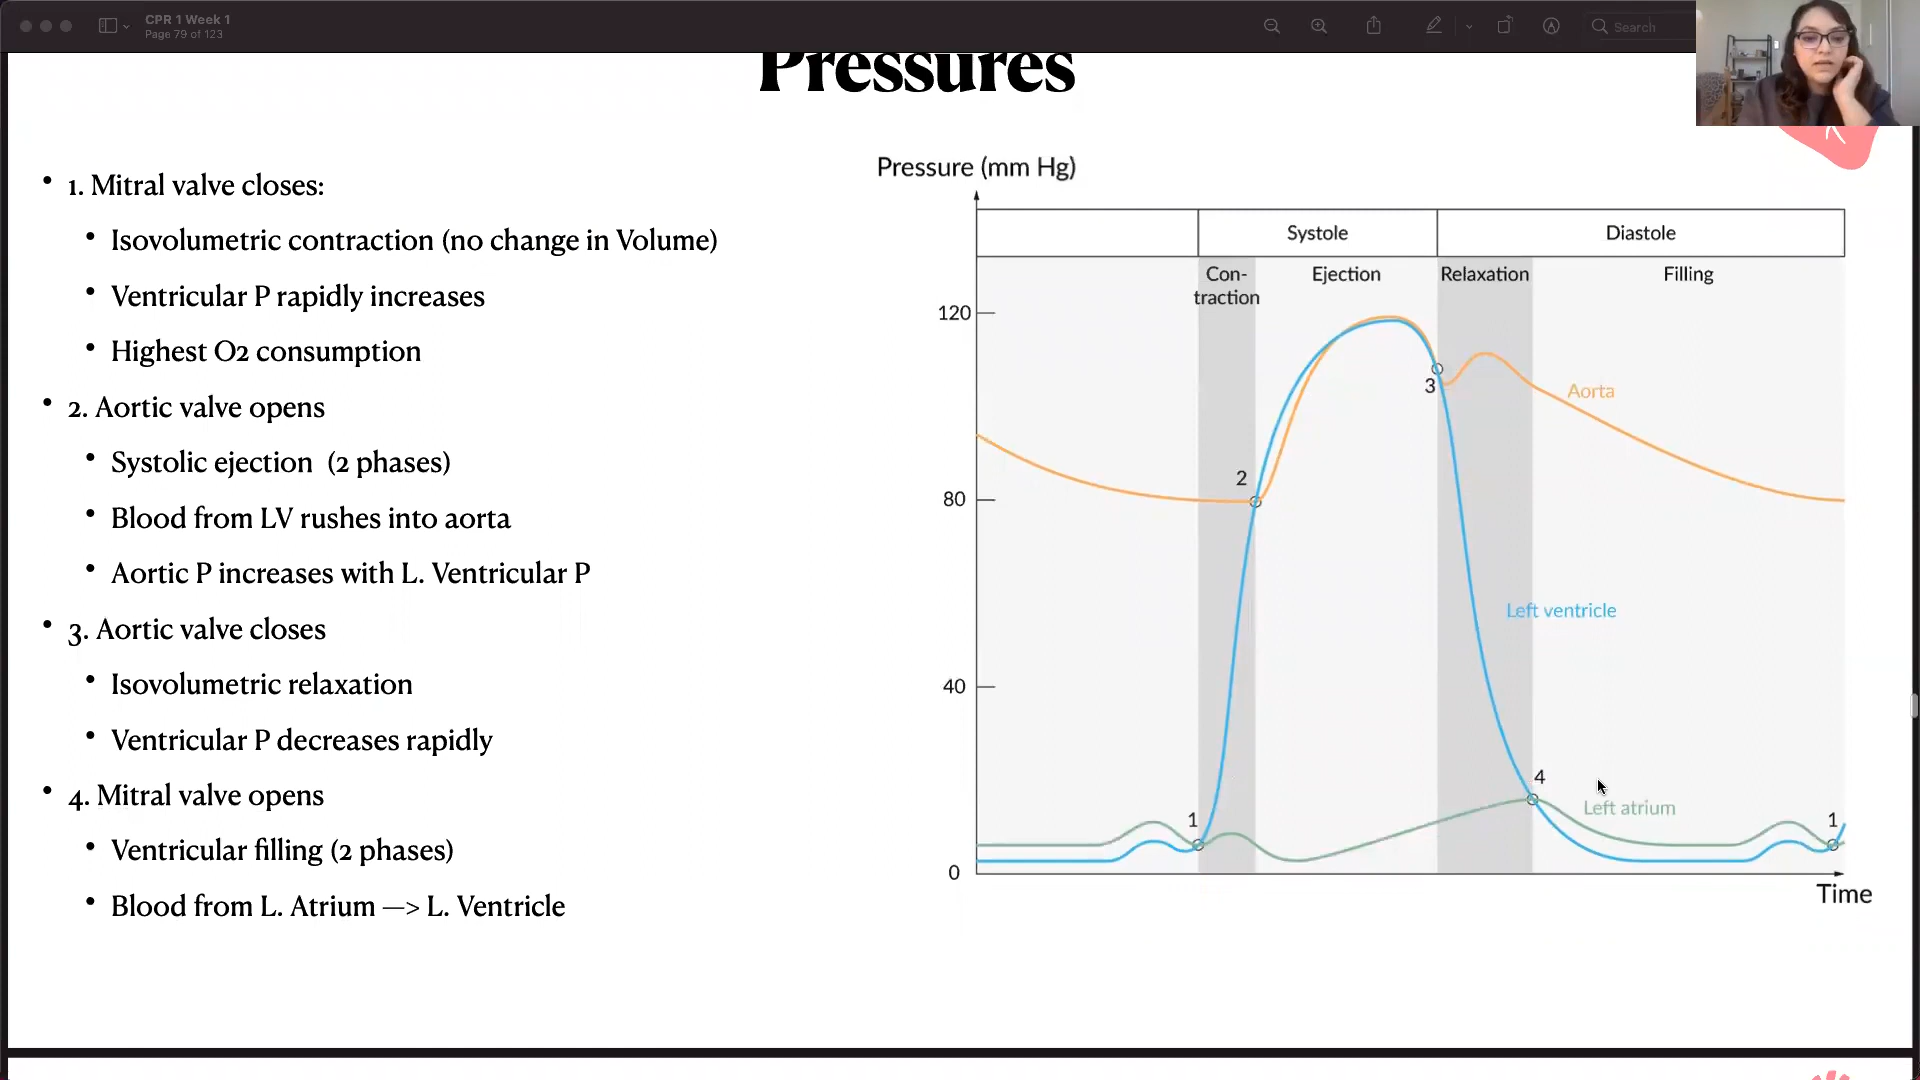 CPR 1 Week 1
Page 79 of 123
Search
Pressures
• 1. Mitral valve closes:
• Isovolumetric contraction (no change in Volume)
• Ventricular P rapidly increases
• Highest O2 consumption
• 2. Aortic valve opens
• Systolic ejection (2 phases)
• Blood from LV rushes into aorta
• Aortic P increases with L. Ventricular P
• 3. Aortic valve closes
• Isovolumetric relaxation
• Ventricular P decreases rapidly
• 4. Mitral valve opens
• Ventricular filling (2 phases)
• Blood from L. Atrium —> L. Ventricle
Pressure (mm Hg)
Systole
Diastole
Con-
traction
Ejection
Relaxation
Filling
120
80
40
0
1
2
3
4
1
Aorta
Left ventricle
Left atrium
Time